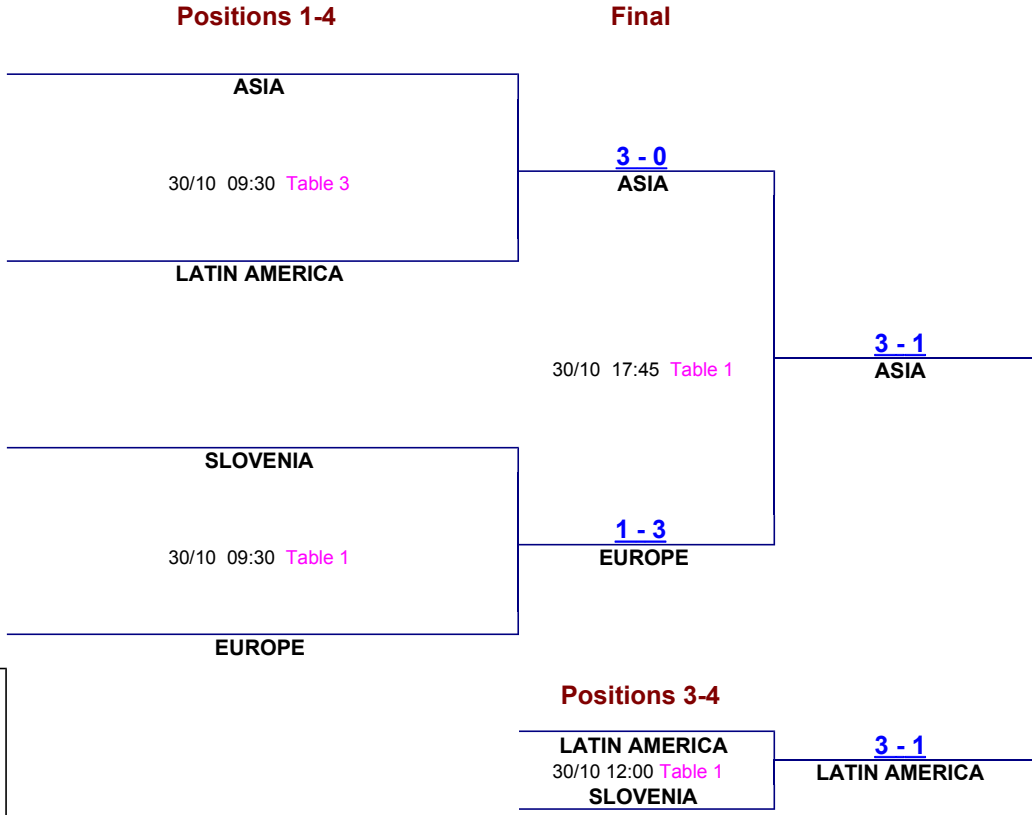 Positions 1-4 Final
ASIA
3 - 0
30/10 09:30 Table 3 ASIA
LATIN AMERICA
3 - 1
30/10 17:45 Table 1 ASIA
SLOVENIA
1 - 3
30/10 09:30 Table 1 EUROPE
EUROPE
Positions 3-4
LATIN AMERICA 3 - 1
30/10 12:00 Table 1 LATIN AMERICA
SLOVENIA